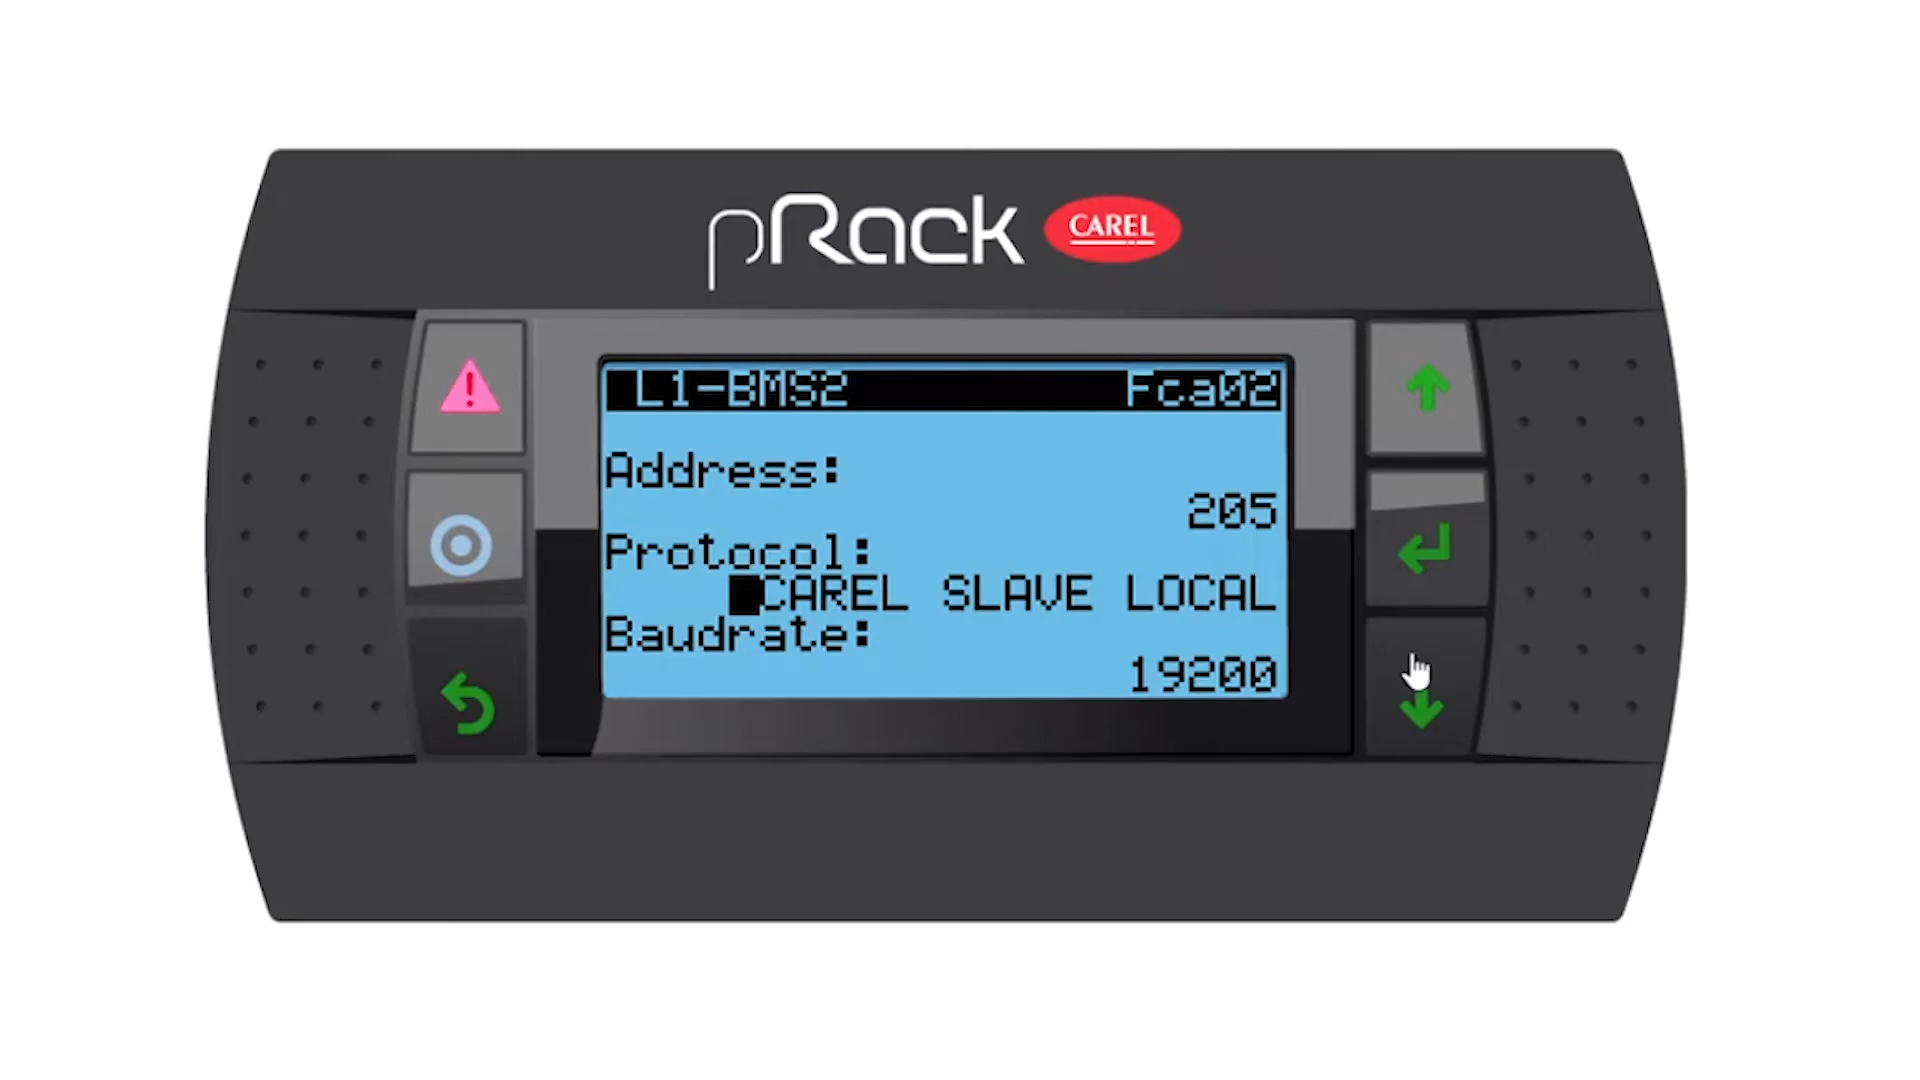 pRack CAREL
L1-BMS2 Fca02
Address:
205
Protocol:
CAREL SLAVE LOCAL
Baudrate:
19200